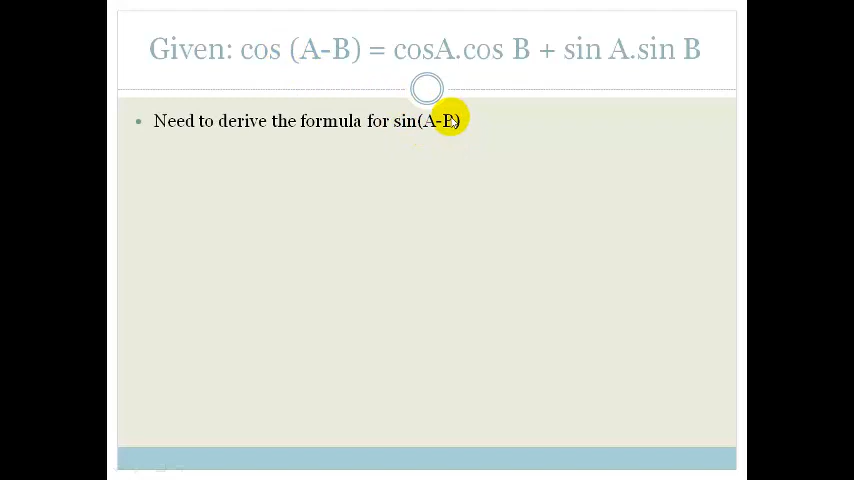 Given: cos (A-B) = cosA.cos B + sin A.sin B
Need to derive the formula for sin(A-B)